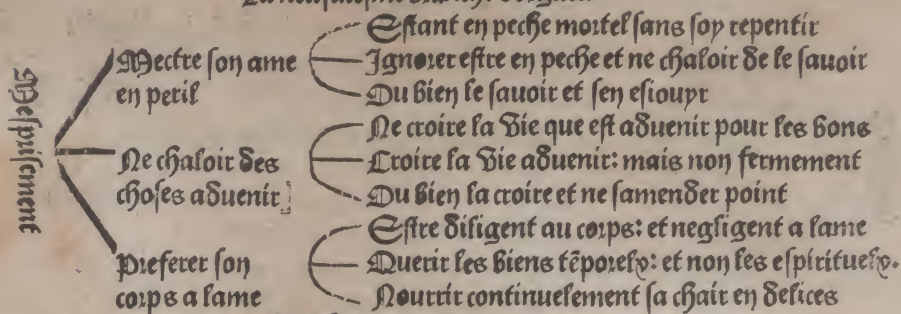 Mesprisement
Mectre son ame
en peril
Estant en peche mortel sans soy repentir
Ignorer estre en peche et ne chaloir de le sauoir
Ou bien le sauoir et sen esiouyr
Ne chaloir des
choses aduenir
Ne croire la vie que est aduenir pour les bons
Croire la vie aduenir: mais non fermement
Ou bien la croire et ne samender point
Preferer son
corps a lame
Estre diligent au corps: et negligent a lame
Querir les biens tẽporelx: et non les espirituelx.
Nourrir continuelement sa chair en delices